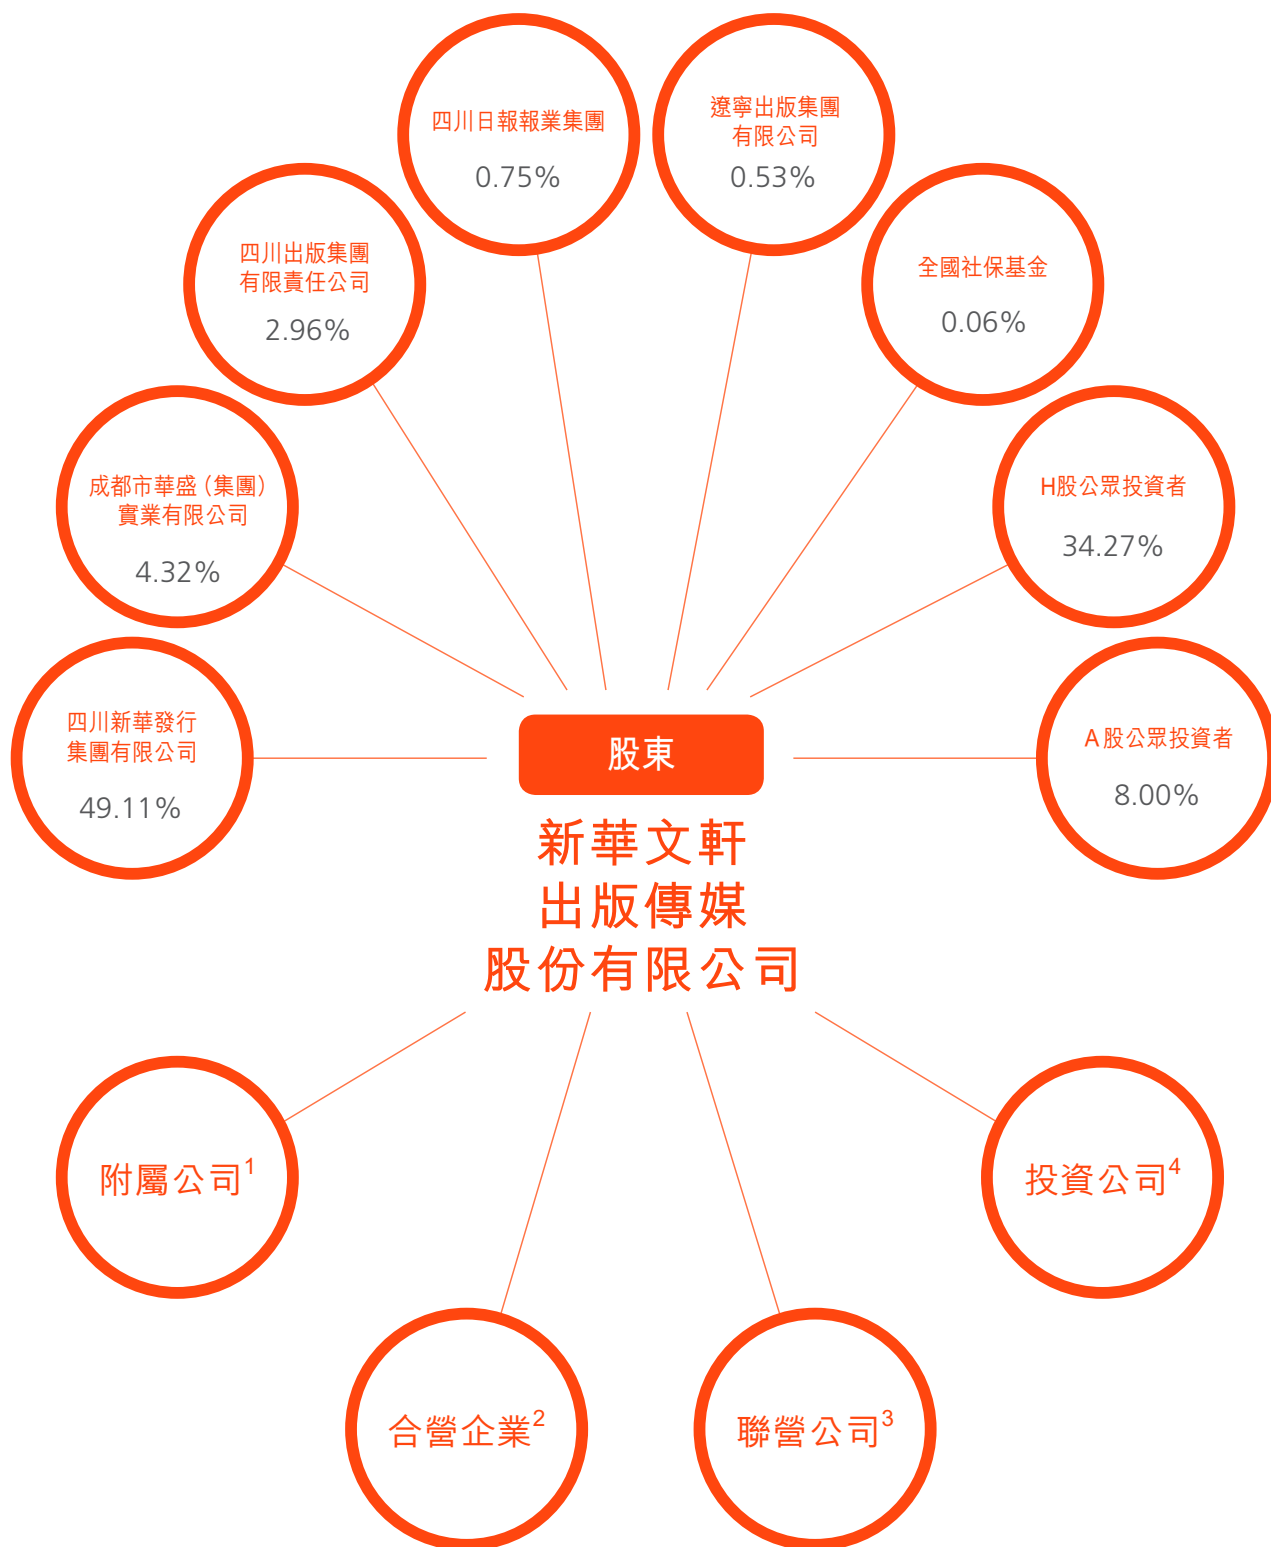 四川日報報業集團
0.75%
遼寧出版集團
有限公司
0.53%
四川出版集團
有限責任公司
2.96%
全國社保基金
0.06%
成都市華盛（集團）
實業有限公司
4.32%
H股公眾投資者
34.27%
四川新華發行
集團有限公司
49.11%
A股公眾投資者
8.00%
股東
新華文軒
出版傳媒
股份有限公司
附屬公司1
投資公司4
合營企業2
聯營公司3